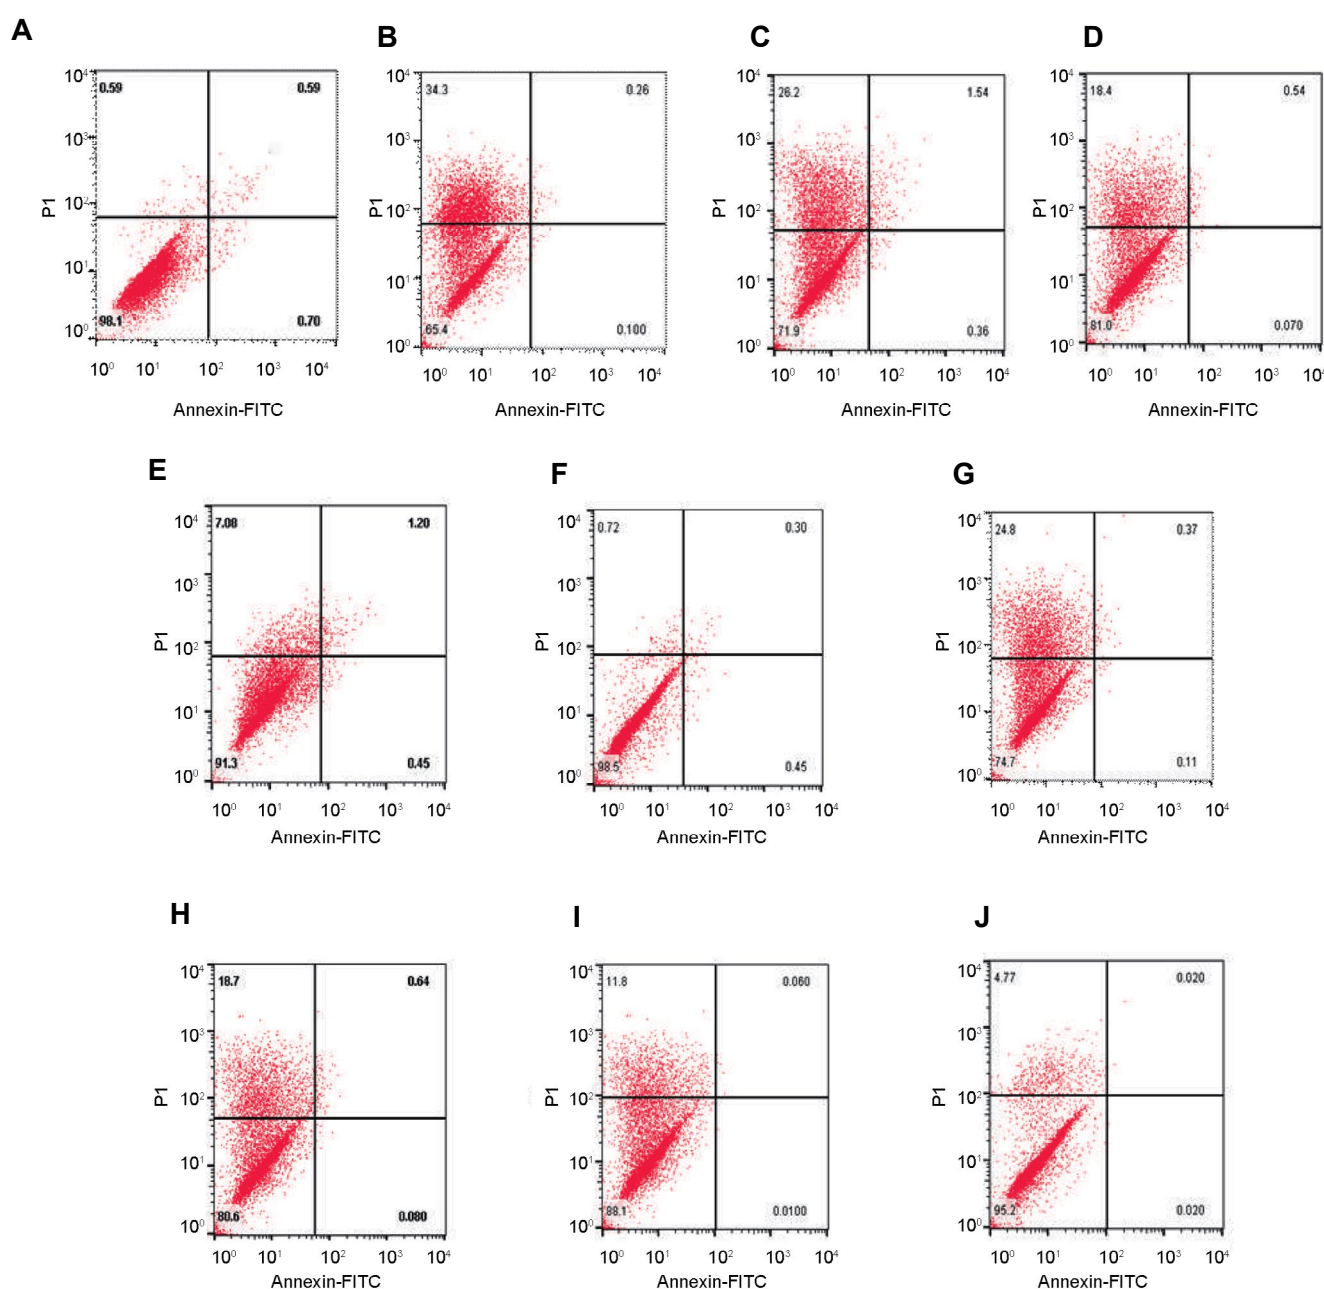 A
B
C
D
10⁴
10³
10²
10¹
10⁰
P1
0.59
0.59
98.1
0.70
10⁰ 10¹ 10² 10³ 10⁴
Annexin-FITC
10⁴
10³
10²
10¹
10⁰
P1
34.3
0.26
65.4
0.100
10⁰ 10¹ 10² 10³ 10⁴
Annexin-FITC
10⁴
10³
10²
10¹
10⁰
P1
26.2
1.54
71.9
0.36
10⁰ 10¹ 10² 10³ 10⁴
Annexin-FITC
10⁴
10³
10²
10¹
10⁰
P1
18.4
0.54
81.0
0.070
10⁰ 10¹ 10² 10³ 10⁴
Annexin-FITC
E
F
G
10⁴
10³
10²
10¹
10⁰
P1
7.08
1.20
91.3
0.45
10⁰ 10¹ 10² 10³ 10⁴
Annexin-FITC
10⁴
10³
10²
10¹
10⁰
P1
0.72
0.30
98.5
0.45
10⁰ 10¹ 10² 10³ 10⁴
Annexin-FITC
10⁴
10³
10²
10¹
10⁰
P1
24.8
0.37
74.7
0.11
10⁰ 10¹ 10² 10³ 10⁴
Annexin-FITC
H
I
J
10⁴
10³
10²
10¹
10⁰
P1
18.7
0.64
80.6
0.080
10⁰ 10¹ 10² 10³ 10⁴
Annexin-FITC
10⁴
10³
10²
10¹
10⁰
P1
11.8
0.060
88.1
0.0100
10⁰ 10¹ 10² 10³ 10⁴
Annexin-FITC
10⁴
10³
10²
10¹
10⁰
P1
4.77
0.020
95.2
0.020
10⁰ 10¹ 10² 10³ 10⁴
Annexin-FITC